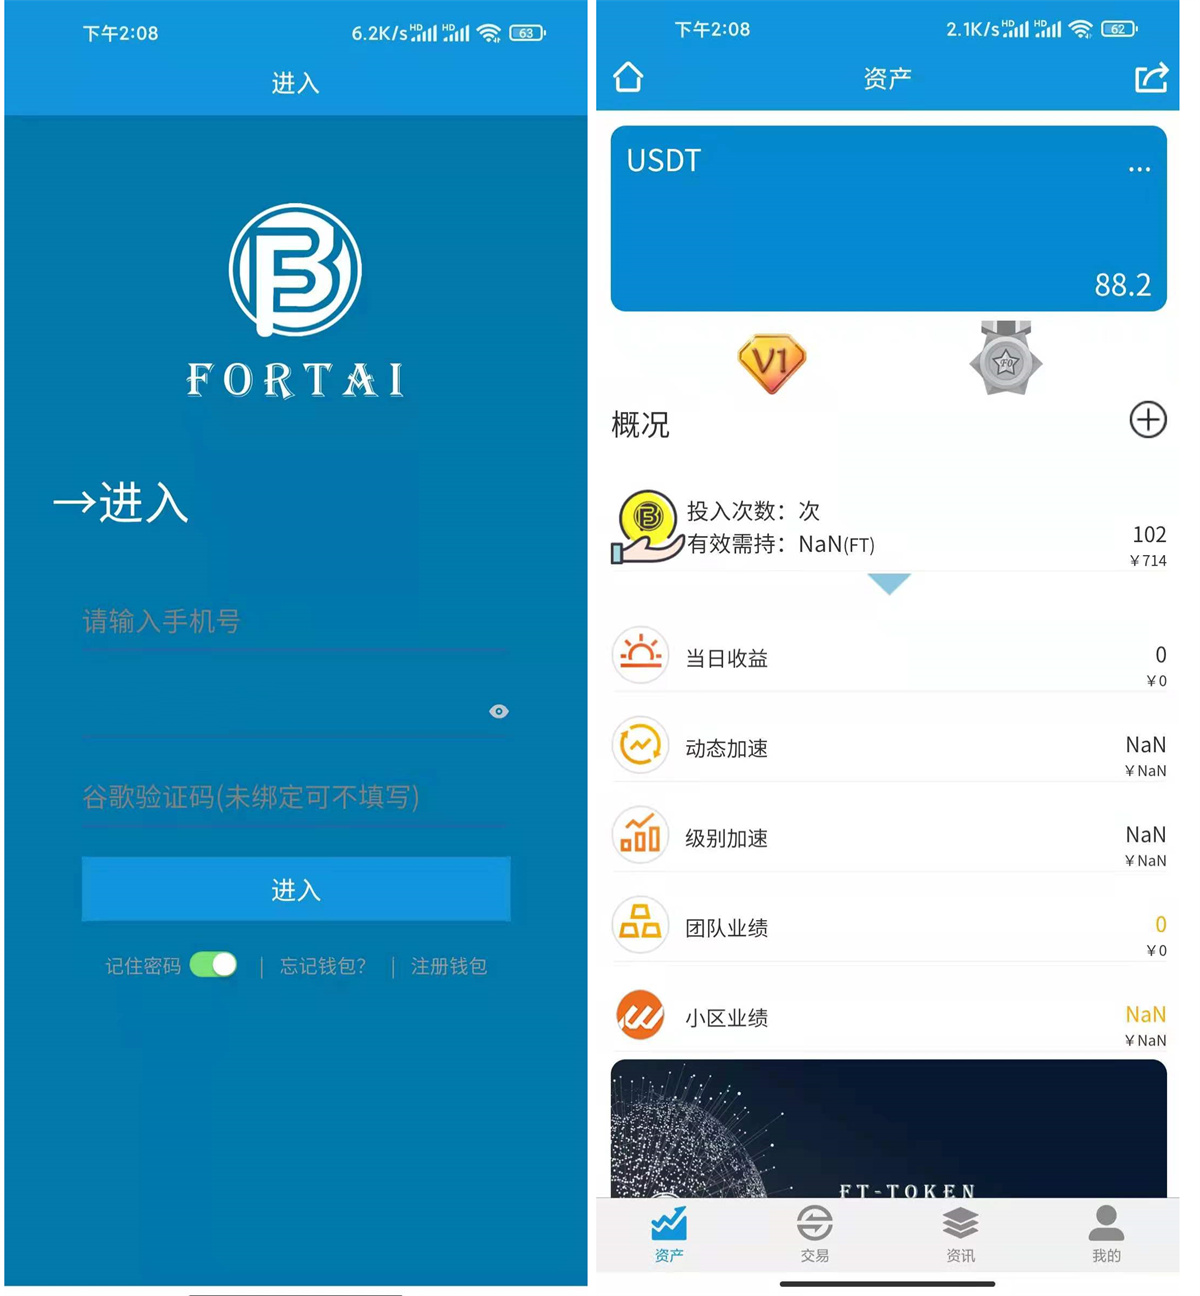 下午2:08
6.2K/s HD HD 63
进入
FORTAI
→进入
请输入手机号
谷歌验证码(未绑定可不填写)
进入
记住密码 | 忘记钱包? | 注册钱包
下午2:08
2.1K/s HD HD 62
资产
USDT
...
88.2
V1
F0
概况
投入次数：次
有效需持：NaN(FT)
102
¥714
当日收益
0
¥0
动态加速
NaN
¥NaN
级别加速
NaN
¥NaN
团队业绩
0
¥0
小区业绩
NaN
¥NaN
FT-TOKEN
资产
交易
资讯
我的